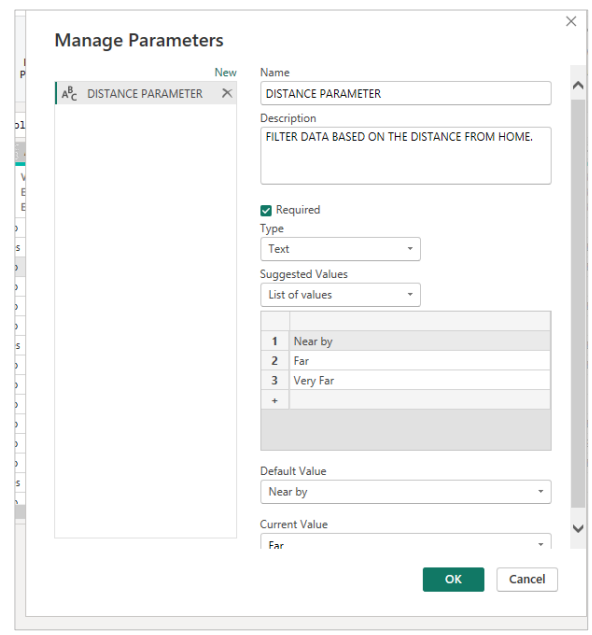 Manage Parameters
New
ABC DISTANCE PARAMETER
Name
DISTANCE PARAMETER
Description
FILTER DATA BASED ON THE DISTANCE FROM HOME.
Required
Type
Text
Suggested Values
List of values
1 Near by
2 Far
3 Very Far
+
Default Value
Near by
Current Value
Far
OK Cancel